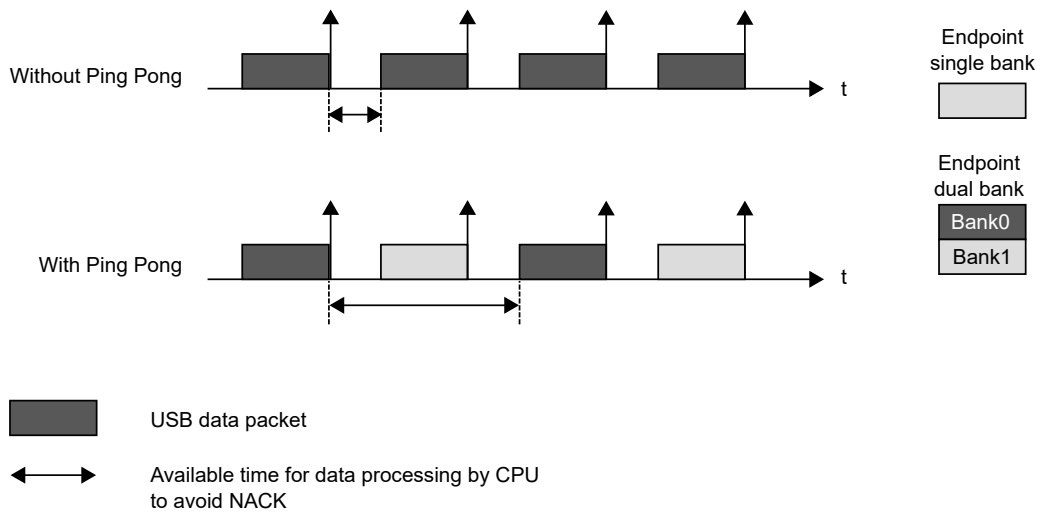 Without Ping Pong
t
Endpoint
single bank
Endpoint
dual bank
Bank0
Bank1
With Ping Pong
t
USB data packet
Available time for data processing by CPU
to avoid NACK